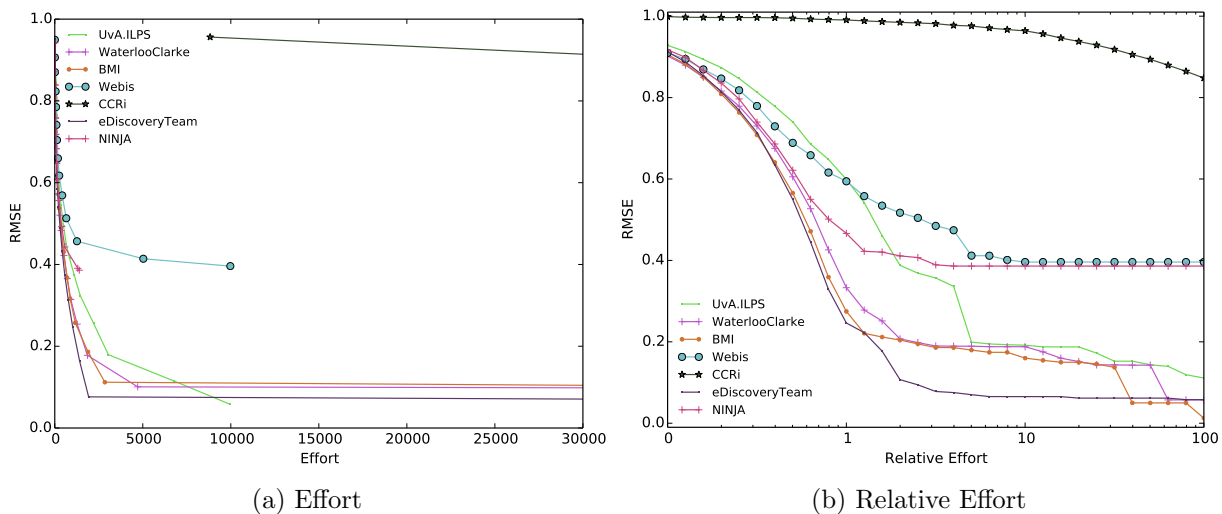 1.0
0.8
0.6
0.4
0.2
0.0
RMSE
UvA.ILPS
WaterlooClarke
BMI
Webis
CCRi
eDiscoveryTeam
NINJA
0 5000 10000 15000 20000 25000 30000
Effort
(a) Effort
1.0
0.8
0.6
0.4
0.2
0.0
RMSE
UvA.ILPS
WaterlooClarke
BMI
Webis
CCRi
eDiscoveryTeam
NINJA
0 1 10 100
Relative Effort
(b) Relative Effort